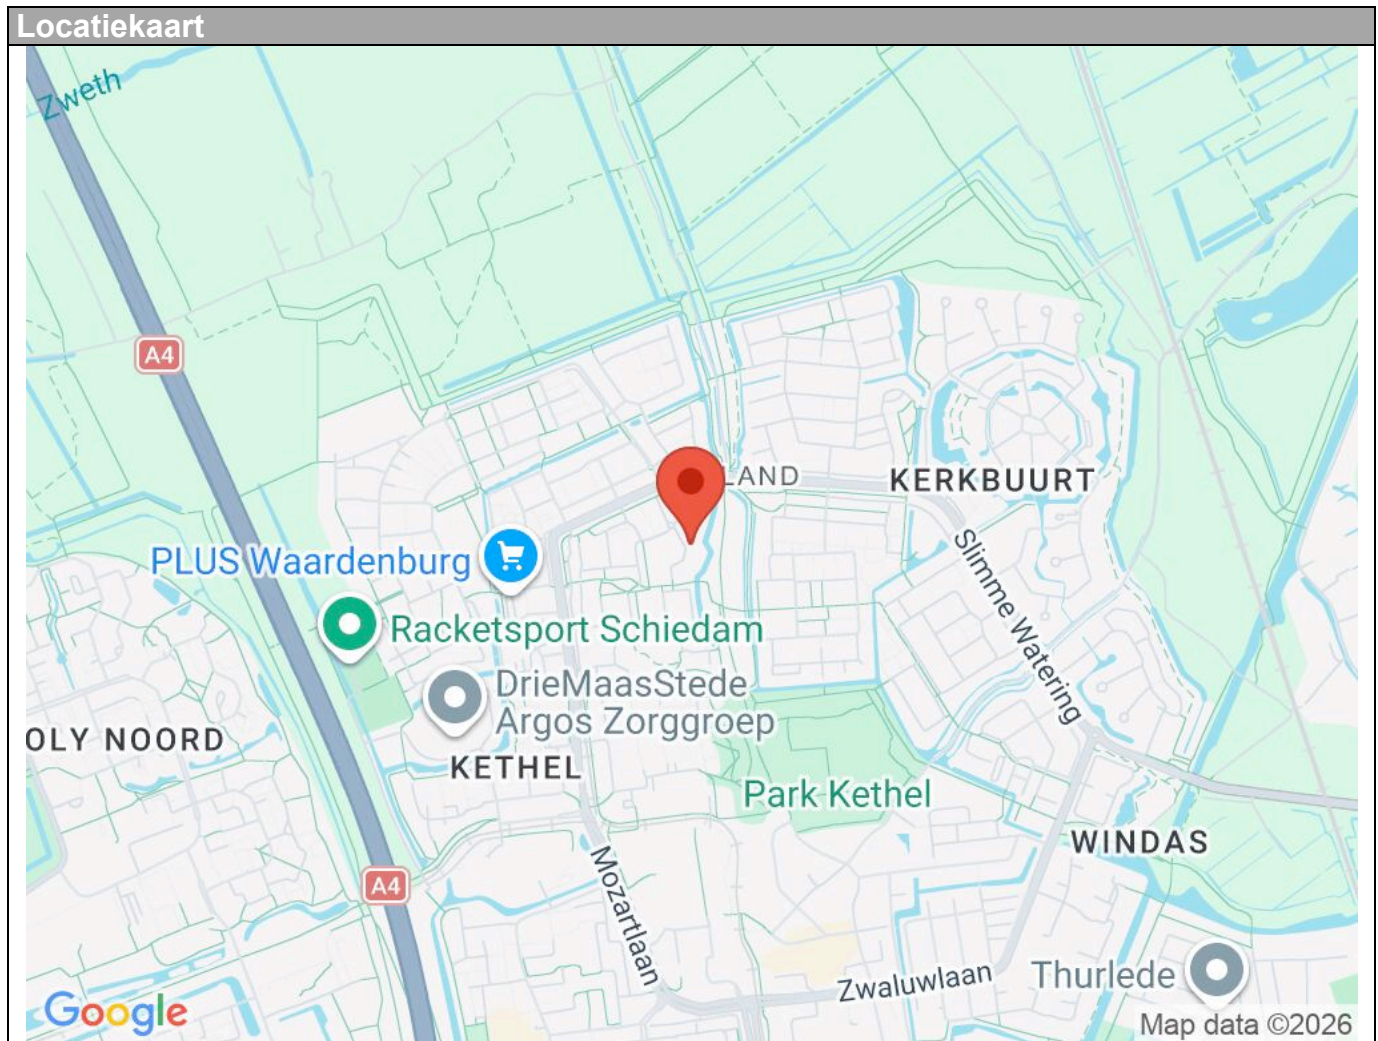 Locatiekaart
Zweth
A4
LAND
KERKBUURT
PLUS Waardenburg
Slimme Watering
Racketsport Schiedam
DrieMaasStede
Argos Zorggroep
OLY NOORD
KETHEL
Park Kethel
WINDAS
A4
Mozartlaan
Zwaluwlaan
Thurlede
Google
Map data ©2026